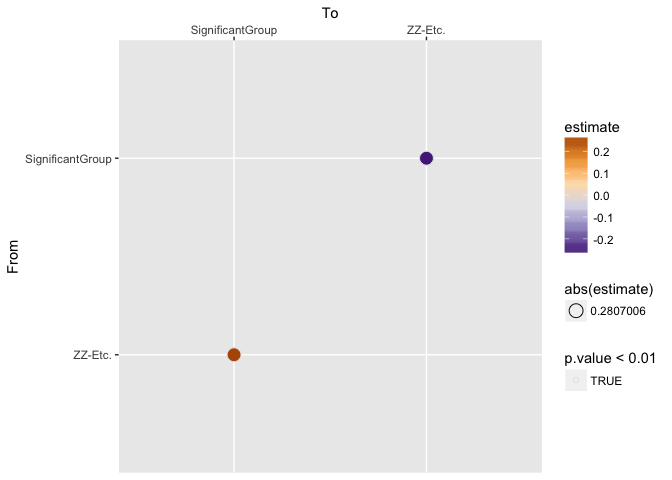 To
SignificantGroup ZZ-Etc.
SignificantGroup
ZZ-Etc.
From
estimate
0.2
0.1
0.0
-0.1
-0.2
abs(estimate)
0.2807006
p.value < 0.01
TRUE